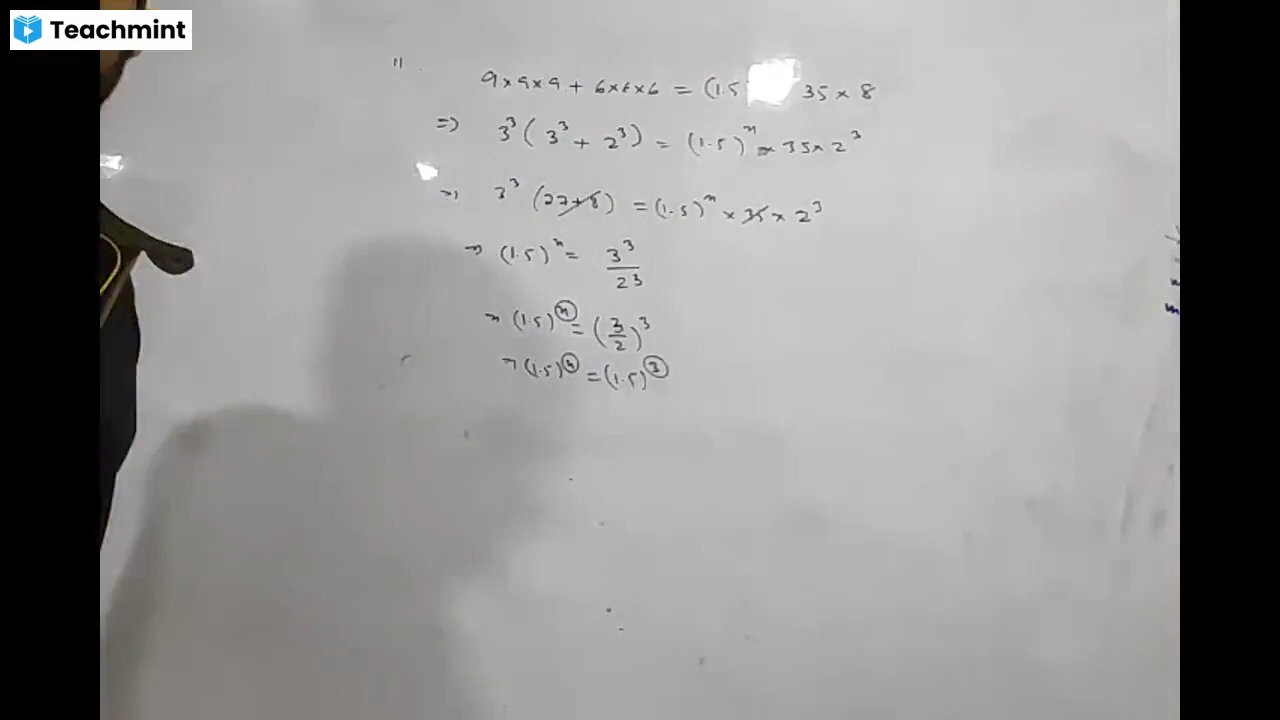 Teachmint
11.
9×9×9 + 6×6×6 = (1.5 35×8
=) 3³ ( 3³ + 2³ ) = (1.5)ⁿ × 35×2³
=) 3³ (27+8) = (1.5)ⁿ × 35 × 2³
=) (1.5)ⁿ = 3³/2³
(1.5)ⁿ = (3/2)³
(1.5)ⁿ = (1.5)³